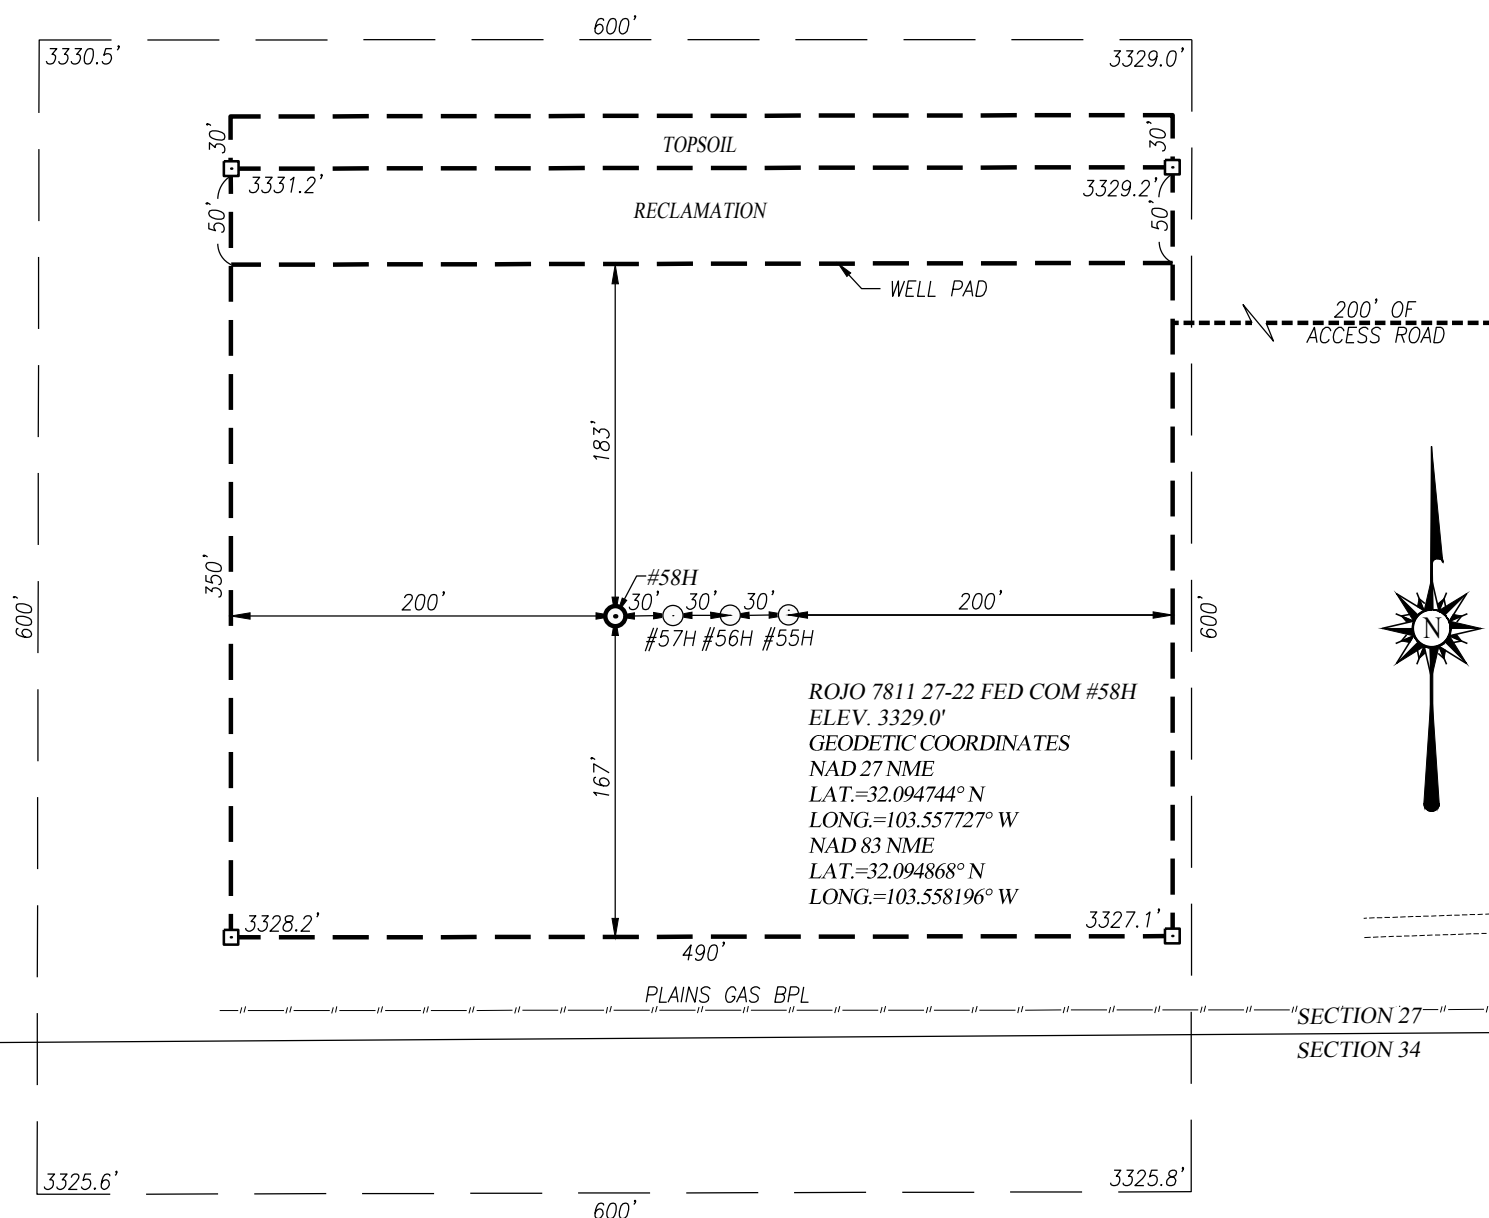 600'
3330.5'
3329.0'
30'
TOPSOIL
30'
3331.2'
3329.2'
50'
RECLAMATION
50'
WELL PAD
200' OF
ACCESS ROAD
183'
350'
#58H
200'
30'
30'
30'
200'
600'
600'
#57H
#56H
#55H
N
ROJO 7811 27-22 FED COM #58H
ELEV. 3329.0'
GEODETIC COORDINATES
NAD 27 NME
LAT.=32.094744° N
LONG.=103.557727° W
NAD 83 NME
LAT.=32.094868° N
LONG.=103.558196° W
167'
3328.2'
3327.1'
490'
PLAINS GAS BPL
SECTION 27
SECTION 34
3325.6'
3325.8'
600'